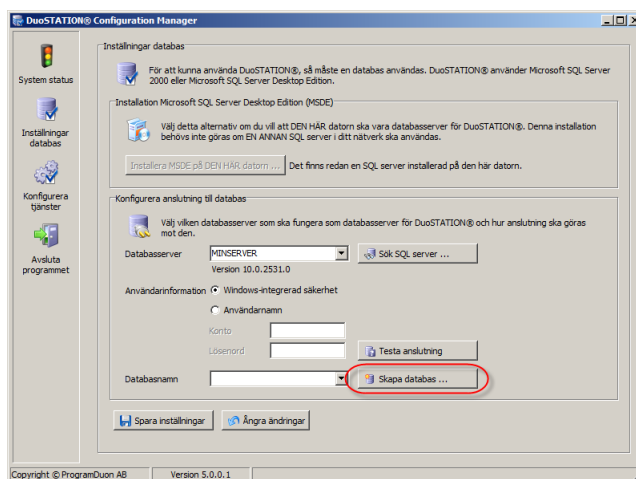 DuoSTATION® Configuration Manager
System status
Inställningar
databas
Konfigurera
tjänster
Avsluta
programmet
Inställningar databas
För att kunna använda DuoSTATION®, så måste en databas användas. DuoSTATION® använder Microsoft SQL Server
2000 eller Microsoft SQL Server Desktop Edition.
Installation Microsoft SQL Server Desktop Edition (MSDE)
Välj detta alternativ om du vill att DEN HÄR datorn ska vara databasserver för DuoSTATION®. Denna installation
behövs inte göras om EN ANNAN SQL server i ditt nätverk ska användas.
Installera MSDE på DEN HÄR datorn ...
Det finns redan en SQL server installerad på den här datorn.
Konfigurera anslutning till databas
Välj vilken databasserver som ska fungera som databasserver för DuoSTATION® och hur anslutning ska göras
mot den.
Databasserver
MINSERVER
Sök SQL server ...
Version 10.0.2531.0
Användarinformation
Windows-integrerad säkerhet
Användarnamn
Konto
Lösenord
Testa anslutning
Databasnamn
Skapa databas ...
Spara inställningar
Ångra ändringar
Copyright © ProgramDuon AB
Version 5.0.0.1